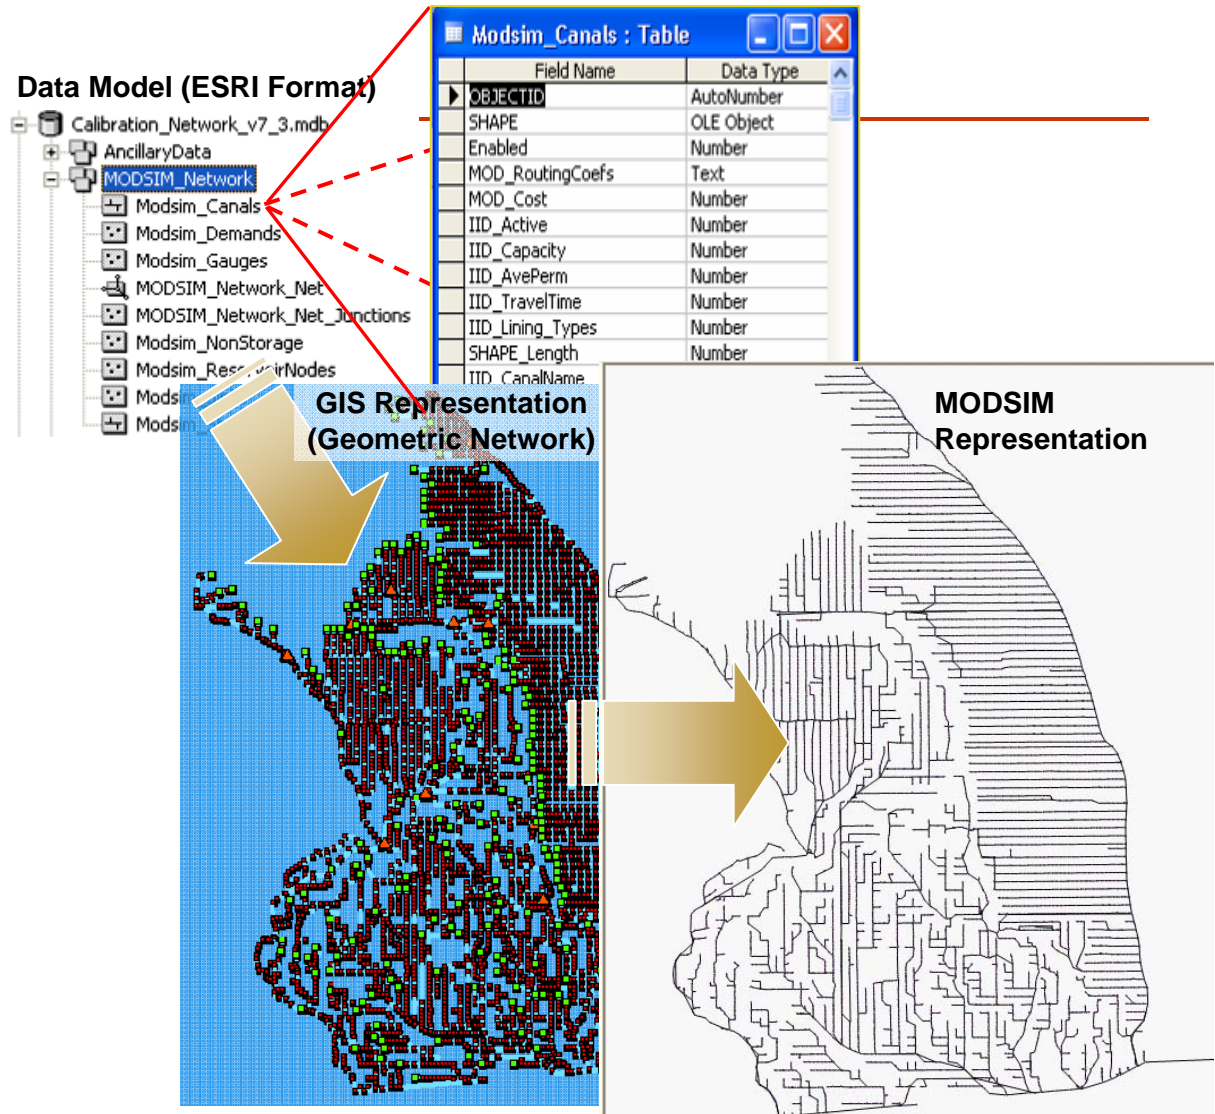 Data Model (ESRI Format)
Calibration_Network_v7_3.mdb
AncillaryData
MODSIM_Network
Modsim_Canals
Modsim_Demands
Modsim_Gauges
MODSIM_Network_Net
MODSIM_Network_Net_Junctions
Modsim_NonStorage
Modsim_ReservoirNodes
Modsim_Canals : Table
Field Name Data Type
OBJECTID AutoNumber
SHAPE OLE Object
Enabled Number
MOD_RoutingCoefs Text
MOD_Cost Number
IID_Active Number
IID_Capacity Number
IID_AvePerm Number
IID_TravelTime Number
IID_Lining_Types Number
SHAPE_Length Number
IID_CanalName
GIS Representation
(Geometric Network)
MODSIM
Representation